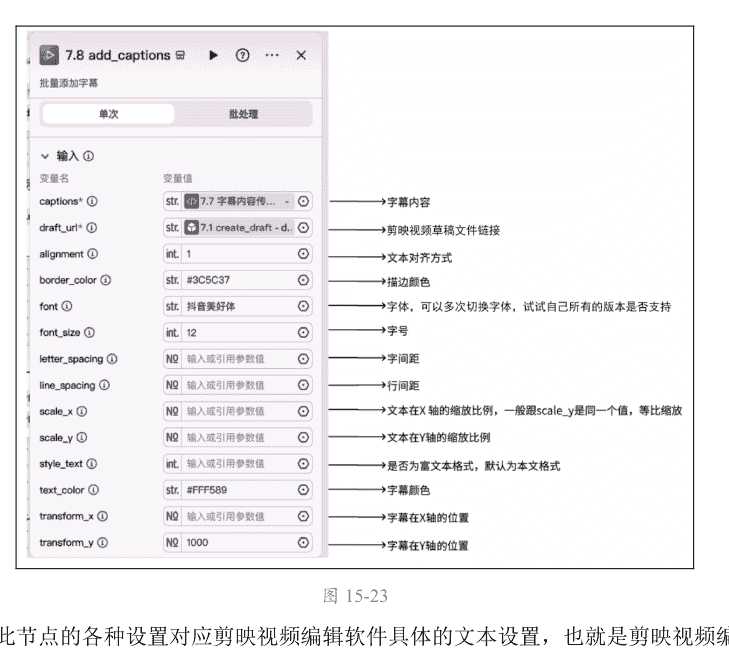 7.8 add_captions
批量添加字幕
单次 批处理
输入
变量名 变量值
captions* str. 7.7 字幕内容传... - 字幕内容
draft_url* str. 7.1 create_draft - d.. 剪映视频草稿文件链接
alignment int. 1 文本对齐方式
border_color str. #3C5C37 描边颜色
font str. 抖音美好体 字体，可以多次切换字体，试试自己所有的版本是否支持
font_size int. 12 字号
letter_spacing № 输入或引用参数值 字间距
line_spacing № 输入或引用参数值 行间距
scale_x № 输入或引用参数值 文本在X 轴的缩放比例，一般跟scale_y是同一个值，等比缩放
scale_y № 输入或引用参数值 文本在Y轴的缩放比例
style_text int. 输入或引用参数值 是否为富文本格式，默认为本文格式
text_color str. #FFF589 字幕颜色
transform_x № 输入或引用参数值 字幕在X轴的位置
transform_y № 1000 字幕在Y轴的位置
图 15-23
此节点的各种设置对应剪映视频编辑软件具体的文本设置，也就是剪映视频编